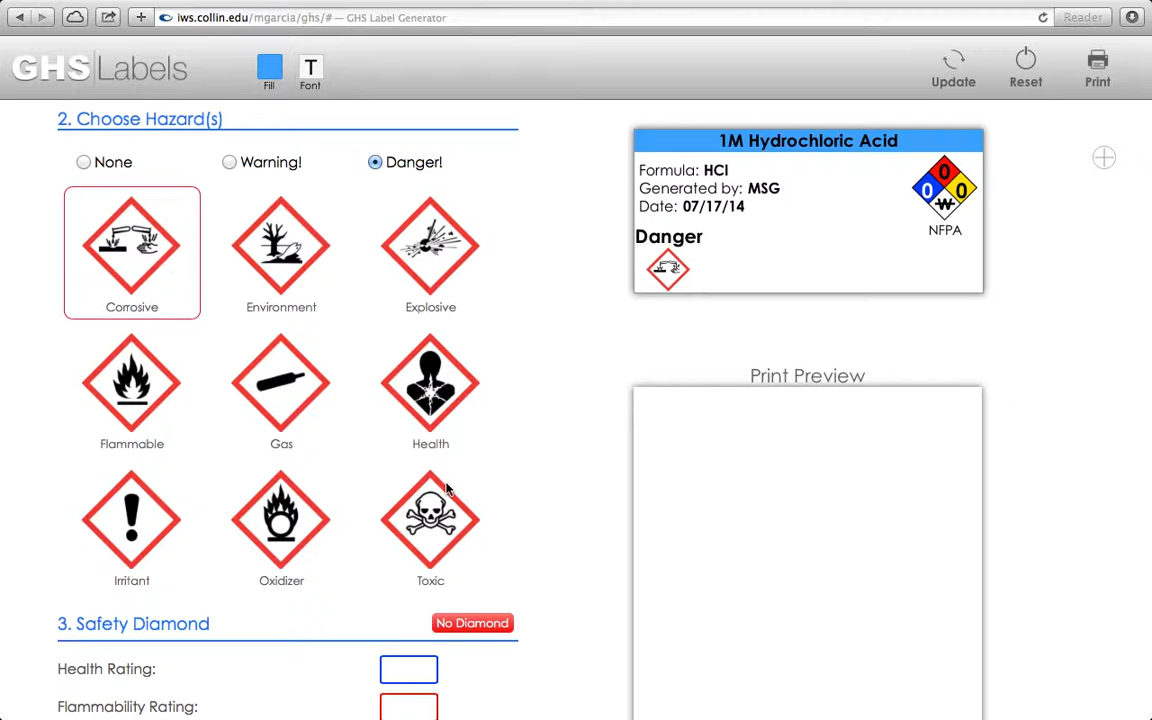 iws.collin.edu/mgarcia/ghs/# — GHS Label Generator
Reader
GHS Labels
Fill
T
Font
Update
Reset
Print
2. Choose Hazard(s)
None
Warning!
Danger!
Corrosive
Environment
Explosive
Flammable
Gas
Health
Irritant
Oxidizer
Toxic
3. Safety Diamond
No Diamond
Health Rating:
Flammability Rating:
1M Hydrochloric Acid
Formula: HCl
Generated by: MSG
Date: 07/17/14
Danger
0
0
0
W
NFPA
Print Preview